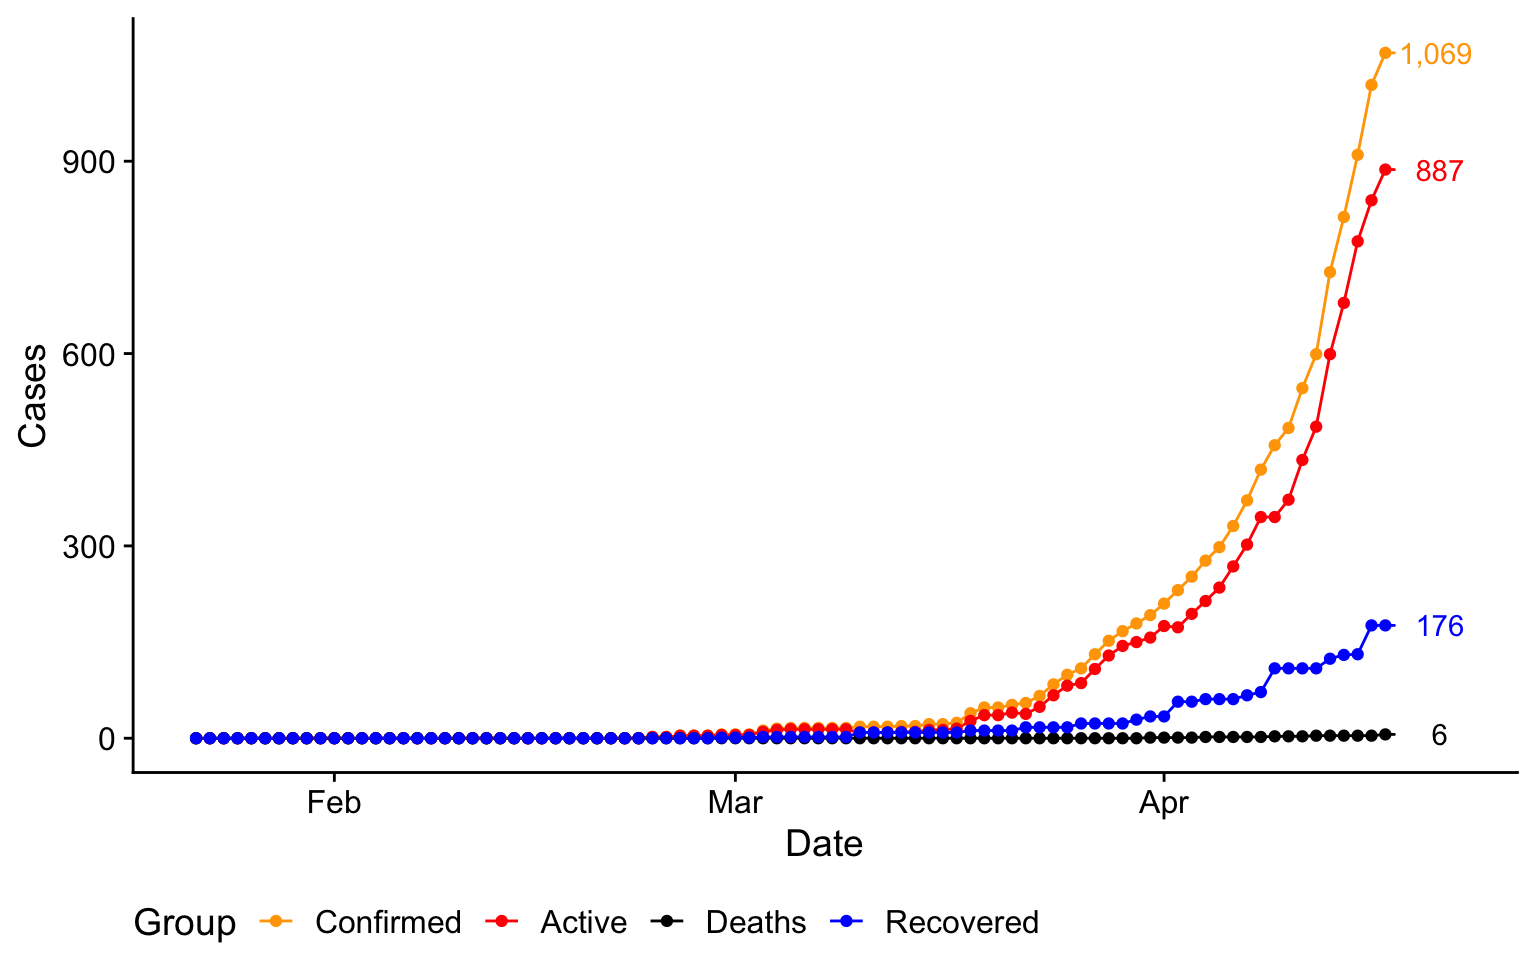 1,069
900
887
600
Cases
300
176
0
6
Feb Mar Apr
Date
Group Confirmed Active Deaths Recovered